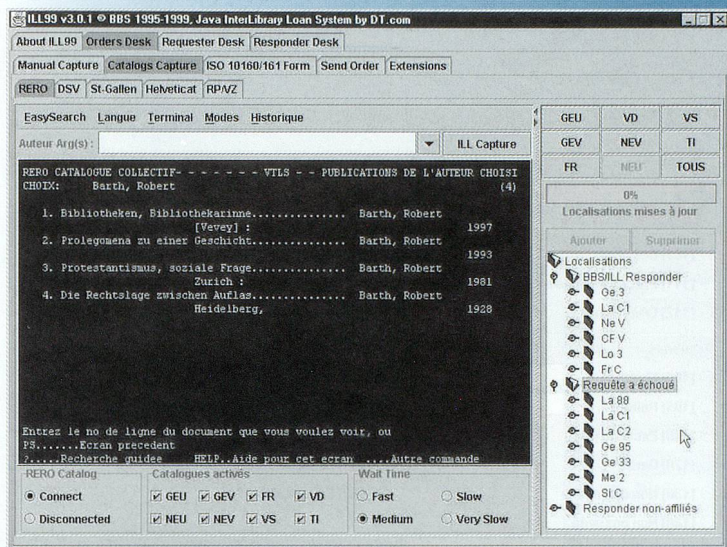 ILL99 v3.0.1 © BBS 1995-1999, Java InterLibrary Loan System by DT.com
About ILL99 Orders Desk Requester Desk Responder Desk
Manual Capture Catalogs Capture ISO 10160/161 Form Send Order Extensions
RERO DSV St-Gallen Helveticat RP/VZ
EasySearch Langue Terminal Modes Historique
Auteur Arg(s) : ILL Capture
RERO CATALOGUE COLLECTIF- - - - - - - VTLS - - PUBLICATIONS DE L'AUTEUR CHOISI
CHOIX: Barth, Robert (4)
1. Bibliotheken, Bibliothekarinne............... Barth, Robert
[Vevey] : 1997
2. Prolegomena zu einer Geschicht............... Barth, Robert
1993
3. Protestantismus, soziale Frage............... Barth, Robert
Zurich : 1981
4. Die Rechtslage zwischen Auflas............... Barth, Robert
Heidelberg, 1928
Entrez le no de ligne du document que vous voulez voir, ou
PS.......Ecran precedent
?.....Recherche guidee HELP..Aide pour cet ecran ....Autre commande
RERO Catalog Catalogues activés Wait Time
Connect GEU GEV FR VD Fast Slow
Disconnected NEU NEV VS TI Medium Very Slow
GEU VD VS
GEV NEV TI
FR NEU TOUS
0%
Localisations mises à jour
Ajouter Supprimer
Localisations
BBS/ILL Responder
Ge 3
La C1
Ne V
CF V
Lo 3
Fr C
Requête a échoué
La 88
La C1
La C2
Ge 95
Ge 33
Me 2
Si C
Responder non-affiliés